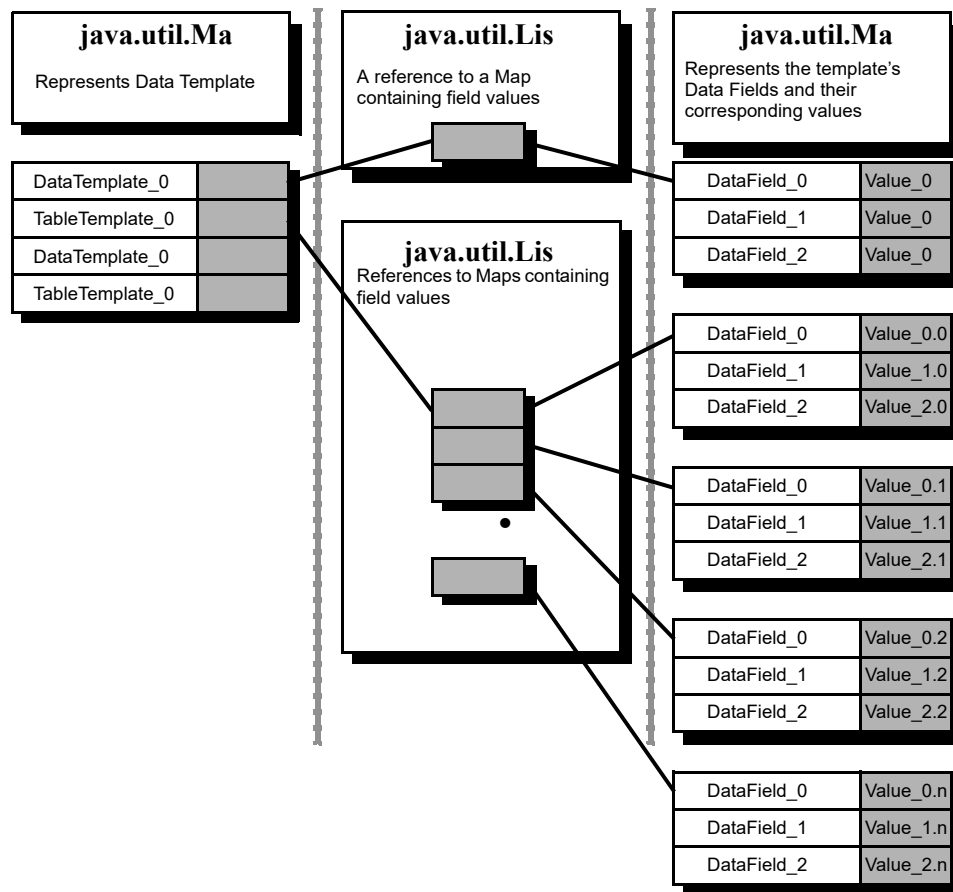 java.util.Ma
Represents Data Template
DataTemplate_0
TableTemplate_0
DataTemplate_0
TableTemplate_0
java.util.Lis
A reference to a Map
containing field values
java.util.Lis
References to Maps containing
field values
java.util.Ma
Represents the template's
Data Fields and their
corresponding values
DataField_0 Value_0
DataField_1 Value_0
DataField_2 Value_0
DataField_0 Value_0.0
DataField_1 Value_1.0
DataField_2 Value_2.0
DataField_0 Value_0.1
DataField_1 Value_1.1
DataField_2 Value_2.1
DataField_0 Value_0.2
DataField_1 Value_1.2
DataField_2 Value_2.2
DataField_0 Value_0.n
DataField_1 Value_1.n
DataField_2 Value_2.n